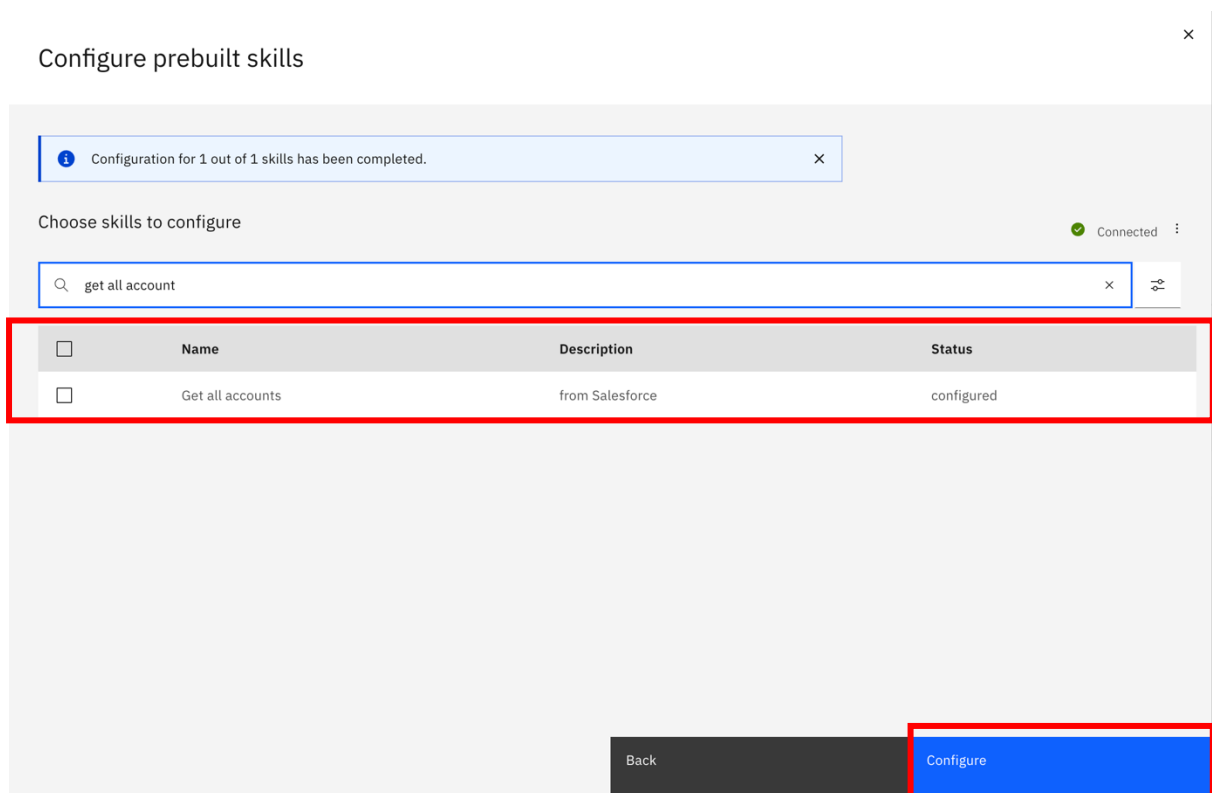 Configure prebuilt skills
Configuration for 1 out of 1 skills has been completed.
Choose skills to configure
Connected
get all account
Name Description Status
Get all accounts from Salesforce configured
Back Configure